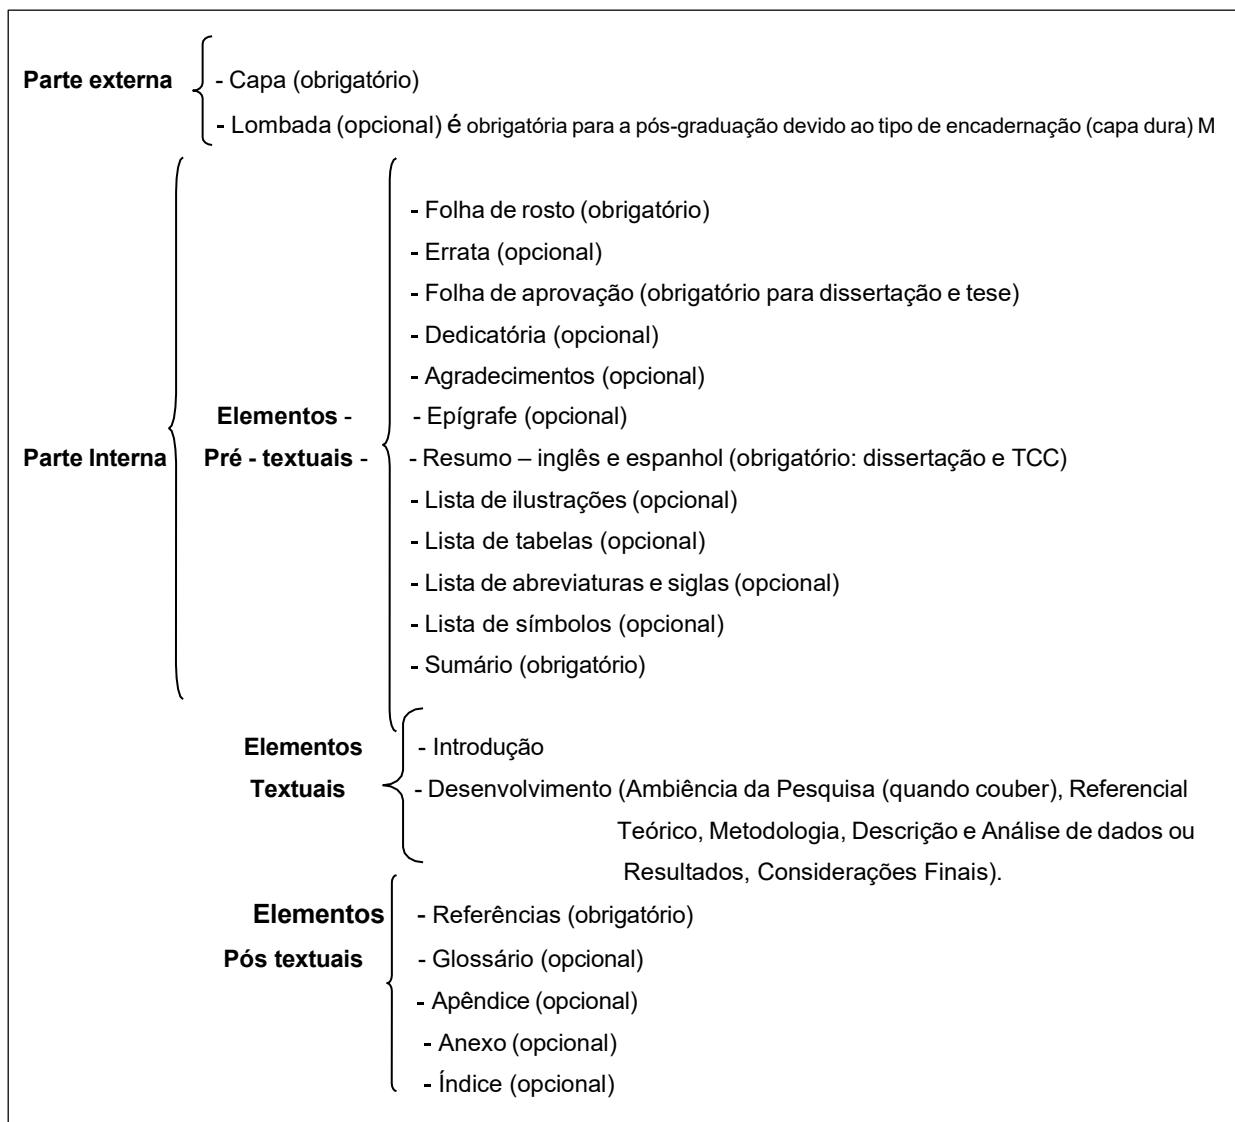 Parte externa - Capa (obrigatório)
- Lombada (opcional) é obrigatória para a pós-graduação devido ao tipo de encadernação (capa dura) M
- Folha de rosto (obrigatório)
- Errata (opcional)
- Folha de aprovação (obrigatório para dissertação e tese)
- Dedicatória (opcional)
- Agradecimentos (opcional)
Elementos - - Epígrafe (opcional)
Parte Interna Pré - textuais - - Resumo – inglês e espanhol (obrigatório: dissertação e TCC)
- Lista de ilustrações (opcional)
- Lista de tabelas (opcional)
- Lista de abreviaturas e siglas (opcional)
- Lista de símbolos (opcional)
- Sumário (obrigatório)
Elementos - Introdução
Textuais - Desenvolvimento (Ambiência da Pesquisa (quando couber), Referencial
Teórico, Metodologia, Descrição e Análise de dados ou
Resultados, Considerações Finais).
Elementos - Referências (obrigatório)
Pós textuais - Glossário (opcional)
- Apêndice (opcional)
- Anexo (opcional)
- Índice (opcional)